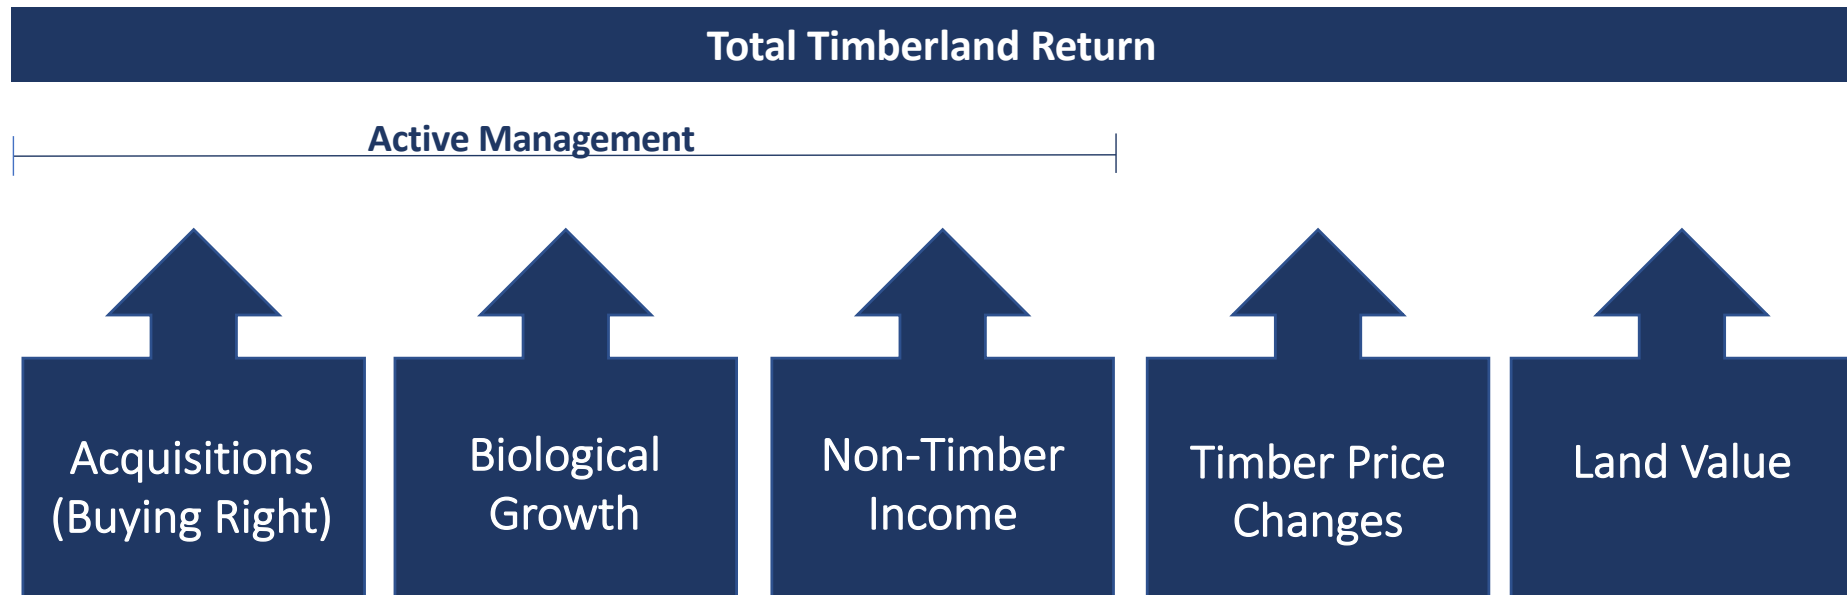 Total Timberland Return
Active Management
Acquisitions
(Buying Right)
Biological
Growth
Non-Timber
Income
Timber Price
Changes
Land Value